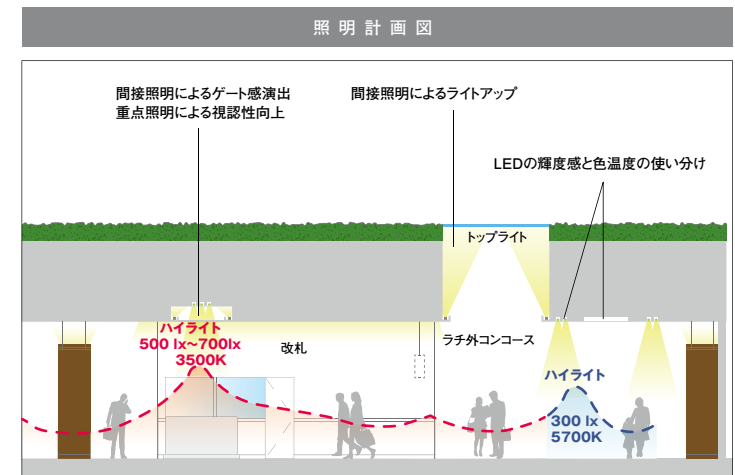 照明計画図
間接照明によるゲート感演出
重点照明による視認性向上
間接照明によるライトアップ
LEDの輝度感と色温度の使い分け
トップライト
ハイライト
500 lx~700lx
3500K
改札
ラチ外コンコース
ハイライト
300 lx
5700K